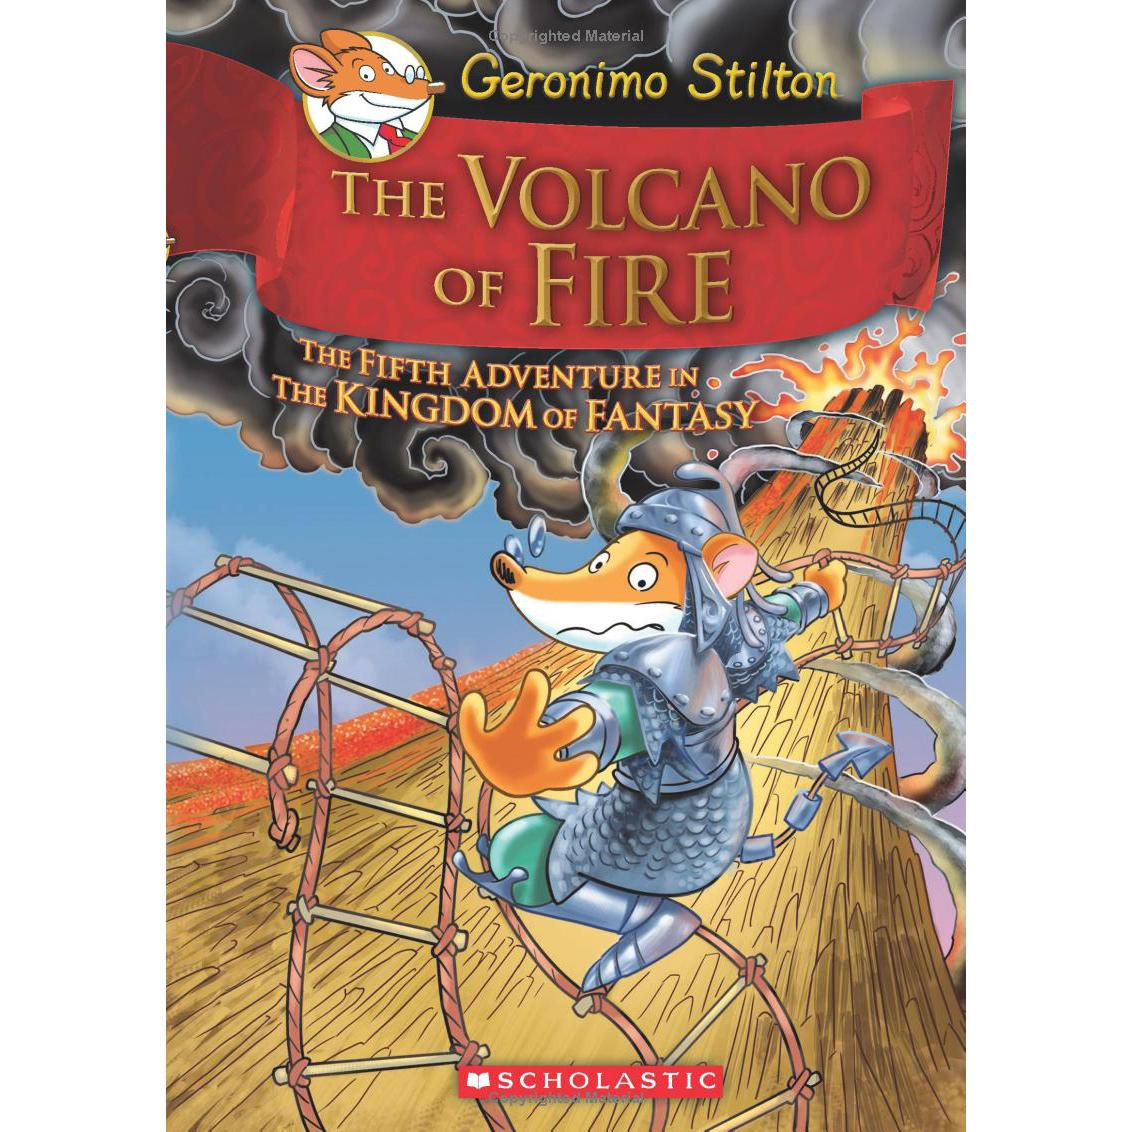 Copyrighted Material
Geronimo Stilton
THE VOLCANO
OF FIRE
THE FIFTH ADVENTURE IN
THE KINGDOM OF FANTASY
SCHOLASTIC
Copyrighted Material